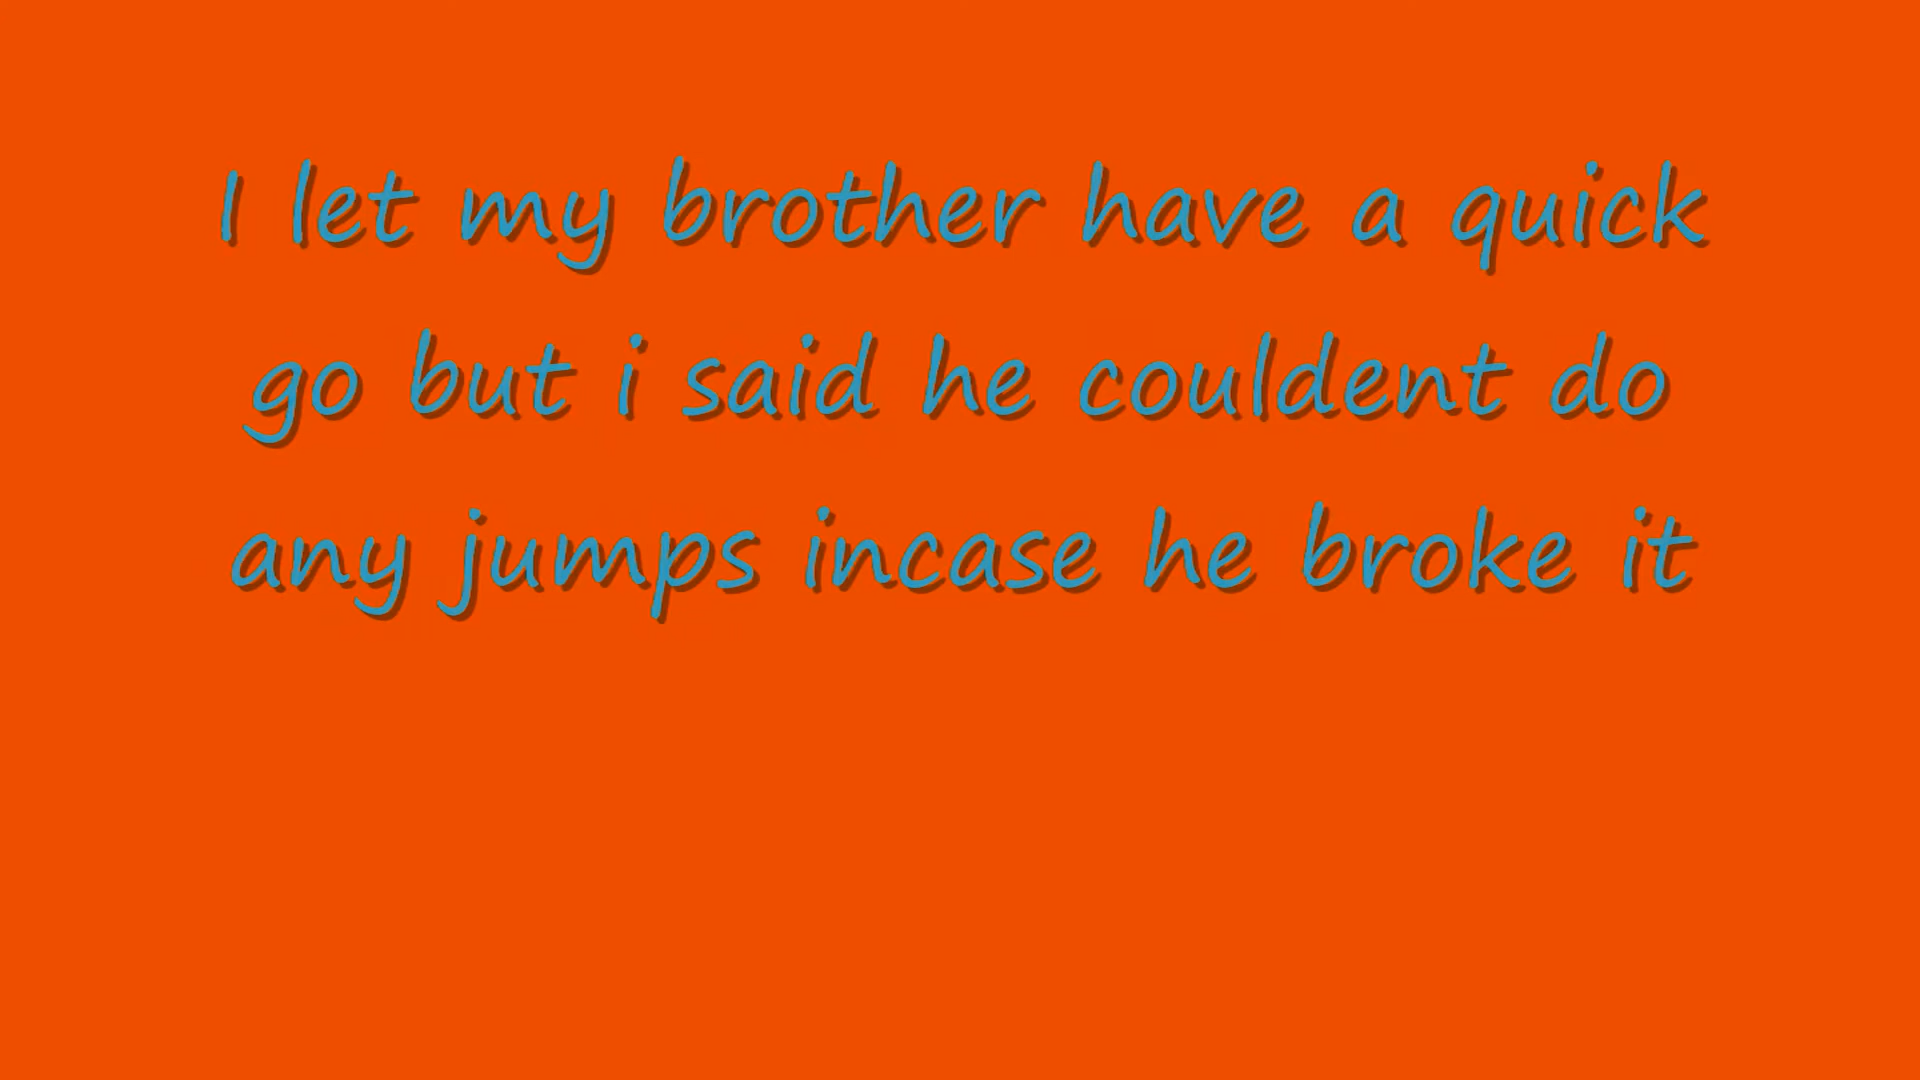 I let my brother have a quick
go but i said he couldent do
any jumps incase he broke it